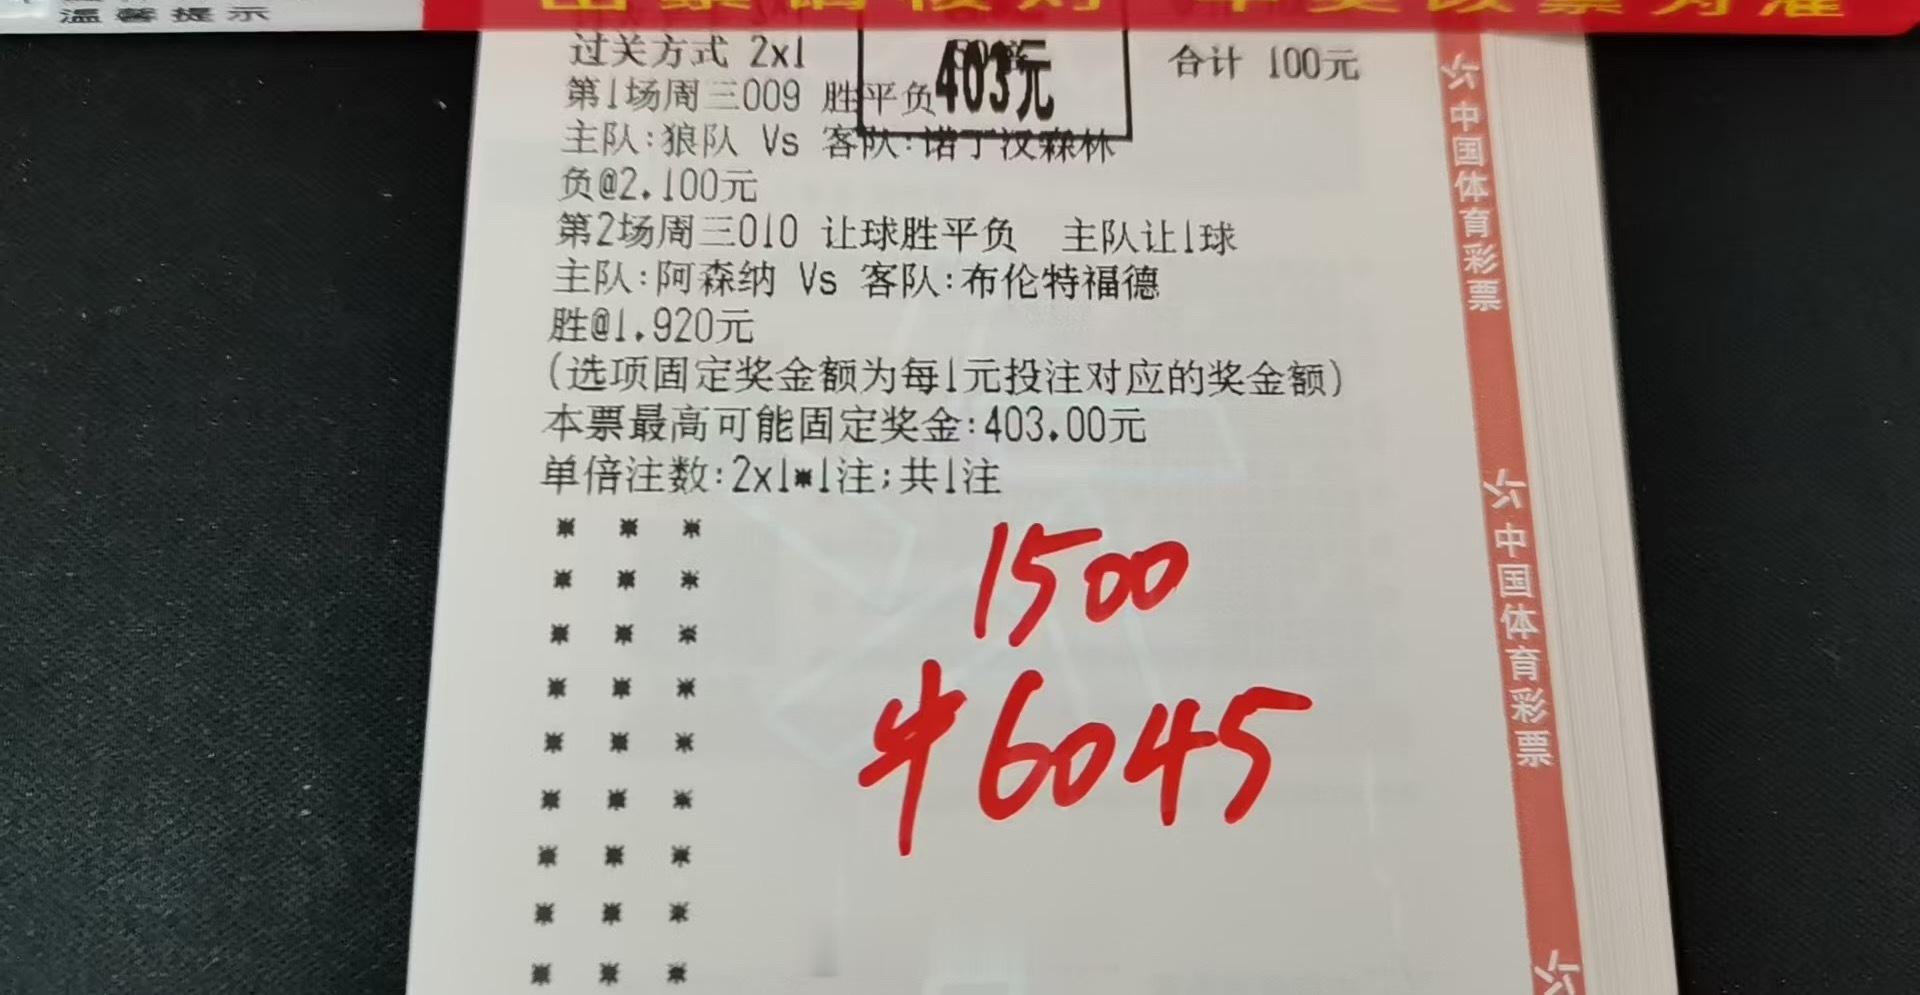 温馨提示
出票请核对
过关方式 2x1
403元
合计 100元
第1场周三009 胜平负
主队:狼队 Vs 客队:诺丁汉森林
负@2.100元
第2场周三010 让球胜平负 主队让1球
主队:阿森纳 Vs 客队:布伦特福德
胜@1.920元
(选项固定奖金额为每1元投注对应的奖金额)
本票最高可能固定奖金:403.00元
单倍注数:2x1*1注;共1注
1500
中6045
中国体育彩票
中国体育彩票